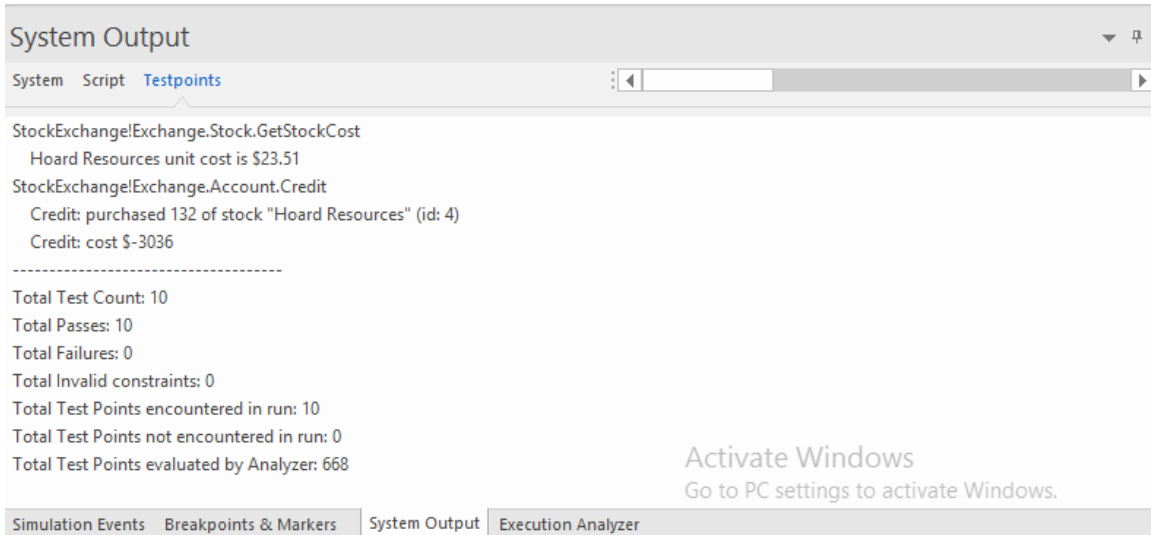 System Output
System Script Testpoints
StockExchange!Exchange.Stock.GetStockCost
Hoard Resources unit cost is $23.51
StockExchange!Exchange.Account.Credit
Credit: purchased 132 of stock "Hoard Resources" (id: 4)
Credit: cost $-3036
-------------------------------------
Total Test Count: 10
Total Passes: 10
Total Failures: 0
Total Invalid constraints: 0
Total Test Points encountered in run: 10
Total Test Points not encountered in run: 0
Total Test Points evaluated by Analyzer: 668
Activate Windows
Go to PC settings to activate Windows.
Simulation Events Breakpoints & Markers System Output Execution Analyzer